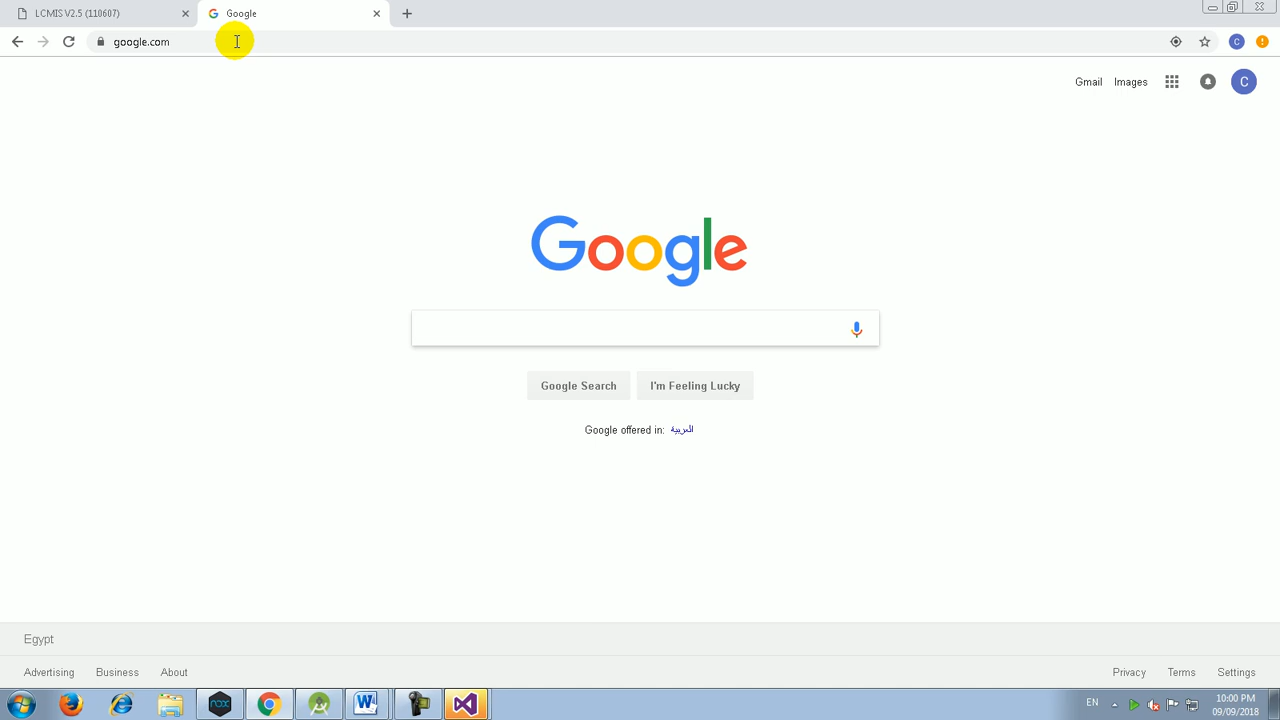 LCMIS V2.5 (110607)
Google
google.com
C
Gmail
Images
C
Google
Google Search
I'm Feeling Lucky
Google offered in: العربية
Egypt
Advertising
Business
About
Privacy
Terms
Settings
nox
W
EN
10:00 PM
09/09/2018